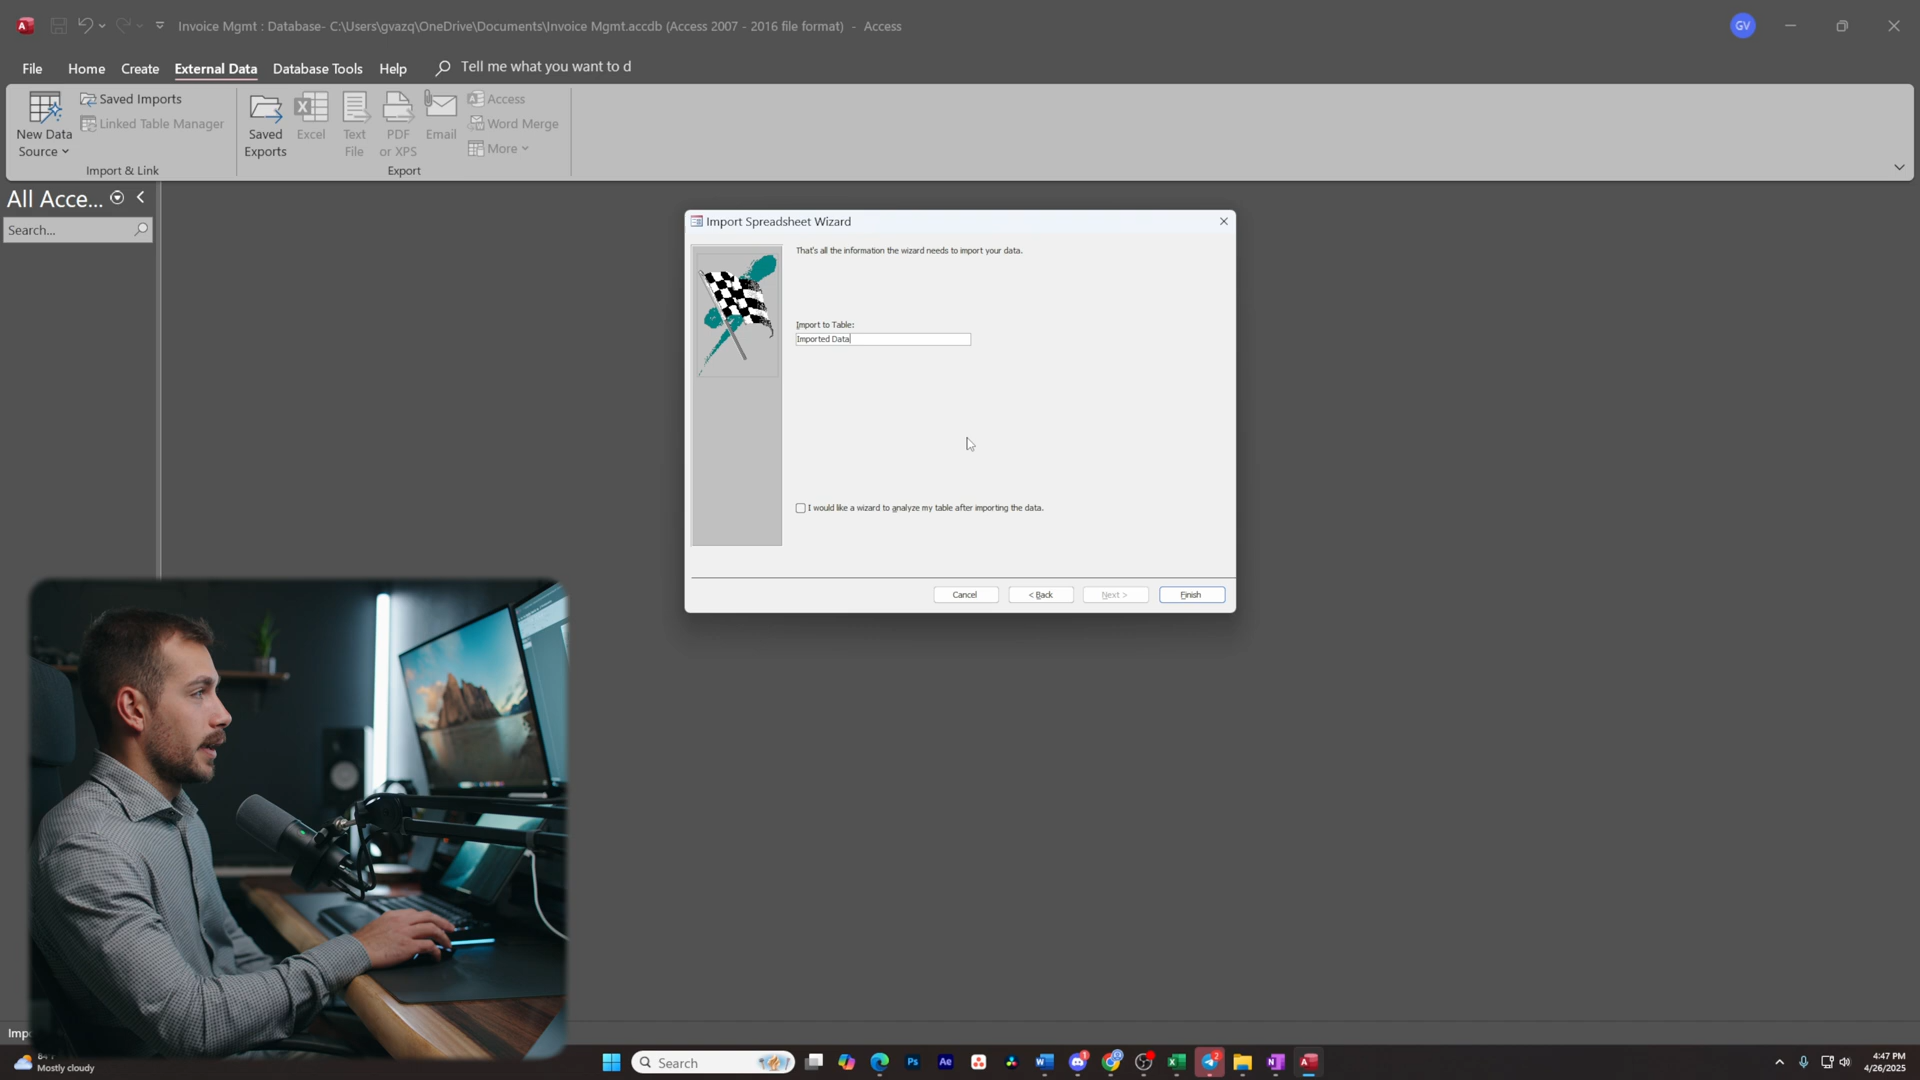 Invoice Mgmt : Database- C:\Users\gvazq\OneDrive\Documents\Invoice Mgmt.accdb (Access 2007 - 2016 file format) - Access
GV
File Home Create External Data Database Tools Help Tell me what you want to d
New Data Source
Saved Imports
Linked Table Manager
Import & Link
Saved Exports
Excel
Text File
PDF or XPS
Email
Access
Word Merge
More
Export
All Acce...
Search...
Import Spreadsheet Wizard
That's all the information the wizard needs to import your data.
Import to Table:
Imported Data
I would like a wizard to analyze my table after importing the data.
Cancel < Back Next > Finish
Mostly cloudy
Search
Ps
Ae
4:47 PM
4/26/2025